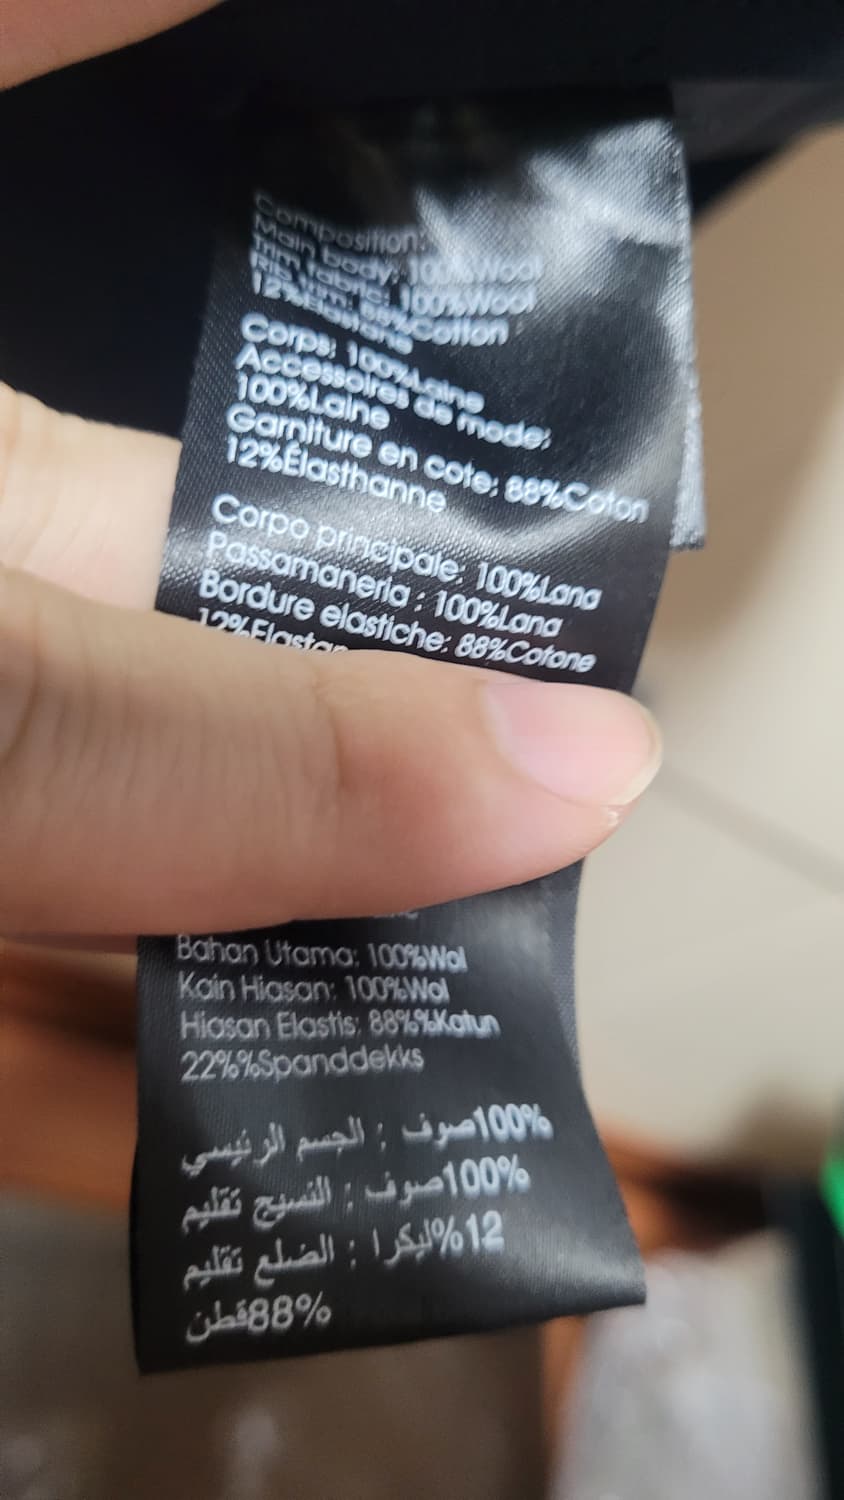 Composition:
Main body: 100%Wool
Trim fabric: 100%Wool
Rib trim: 88%Cotton
12%Elastane
Corps: 100%Laine
Accessoires de mode:
100%Laine
Garniture en cote: 88%Coton
12%Élasthanne
Corpo principale: 100%Lana
Passamaneria : 100%Lana
Bordure elastiche: 88%Cotone
Bahan Utama: 100%Wol
Kain Hiasan: 100%Wol
Hiasan Elastis: 88%%Katun
22%%Spanddekks
100%صوف : الجسم الرئيسي
100%صوف : النسيج تقليم
12%ليكرا : الضلع تقليم
88%قطن